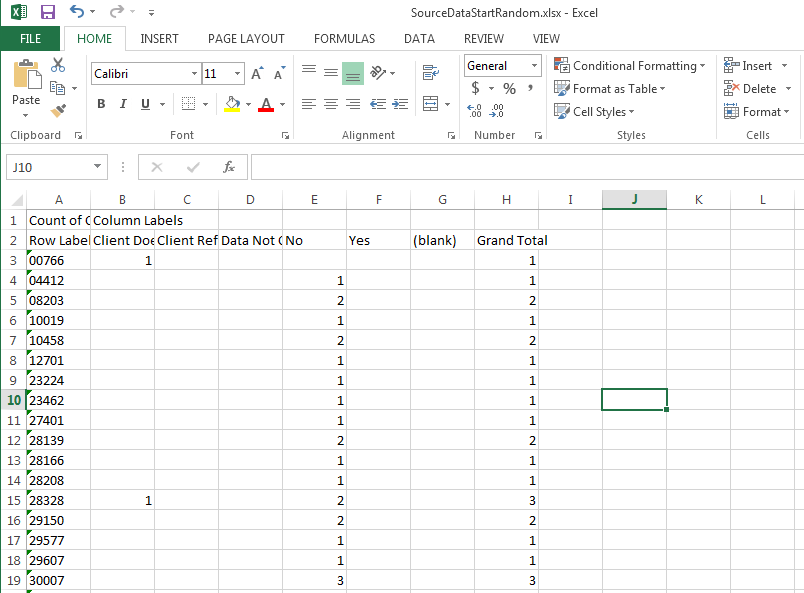 SourceDataStartRandom.xlsx - Excel
FILE HOME INSERT PAGE LAYOUT FORMULAS DATA REVIEW VIEW
Paste
Calibri 11
B I U
General
$ % ,
Conditional Formatting
Format as Table
Cell Styles
Insert
Delete
Format
Clipboard Font Alignment Number Styles Cells
J10 fx
A B C D E F G H I J K L
1 Count of C Column Labels
2 Row Label Client Doe Client Ref Data Not C No Yes (blank) Grand Total
3 00766 1 1
4 04412 1 1
5 08203 2 2
6 10019 1 1
7 10458 2 2
8 12701 1 1
9 23224 1 1
10 23462 1 1
11 27401 1 1
12 28139 2 2
13 28166 1 1
14 28208 1 1
15 28328 1 2 3
16 29150 2 2
17 29577 1 1
18 29607 1 1
19 30007 3 3